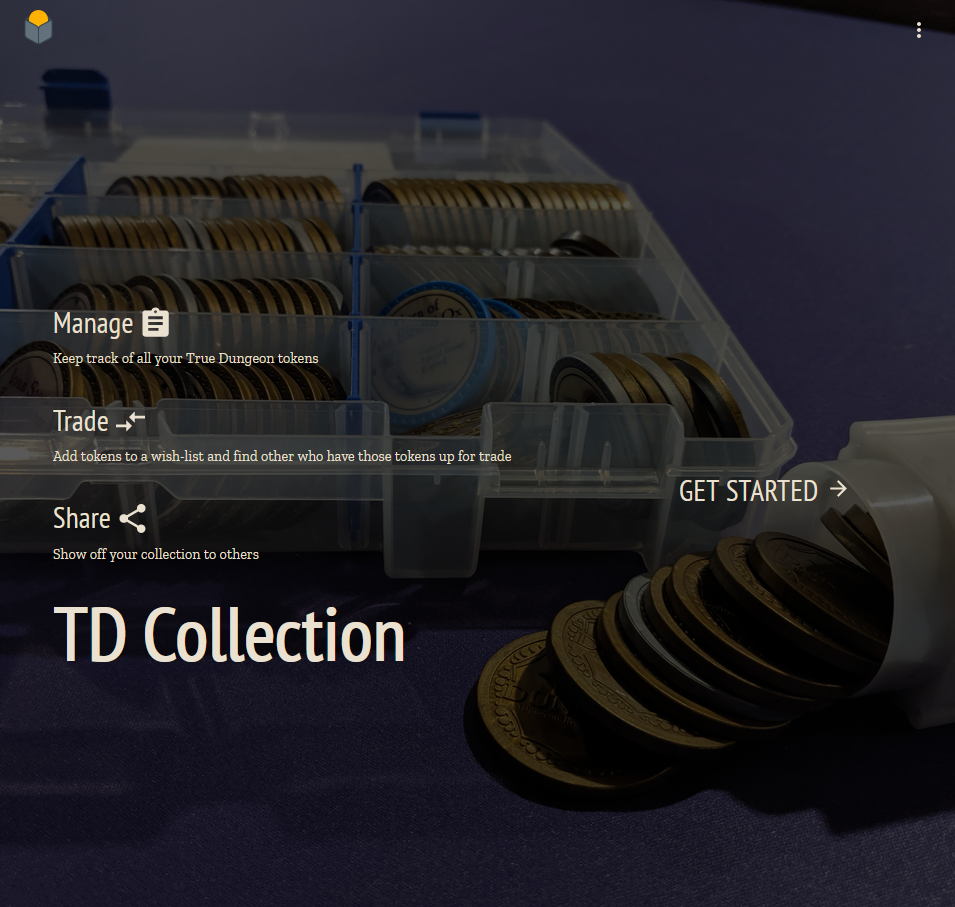 Manage
Keep track of all your True Dungeon tokens
Trade
Add tokens to a wish-list and find other who have those tokens up for trade
GET STARTED
Share
Show off your collection to others
TD Collection